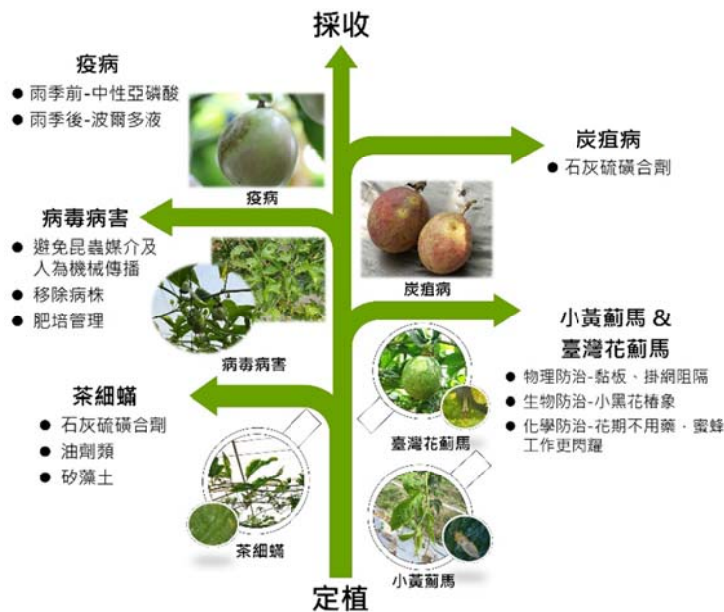 採收
疫病
● 雨季前-中性亞磷酸
● 雨季後-波爾多液
疫病
炭疽病
● 石灰硫磺合劑
炭疽病
病毒病害
● 避免昆蟲媒介及
人為機械傳播
● 移除病株
● 肥培管理
病毒病害
小黃薊馬 &
臺灣花薊馬
● 物理防治-黏板、掛網阻隔
● 生物防治-小黑花椿象
● 化學防治-花期不用藥，蜜蜂
工作更閃耀
臺灣花薊馬
茶細蟎
● 石灰硫磺合劑
● 油劑類
● 矽藻土
茶細蟎
小黃薊馬
定植